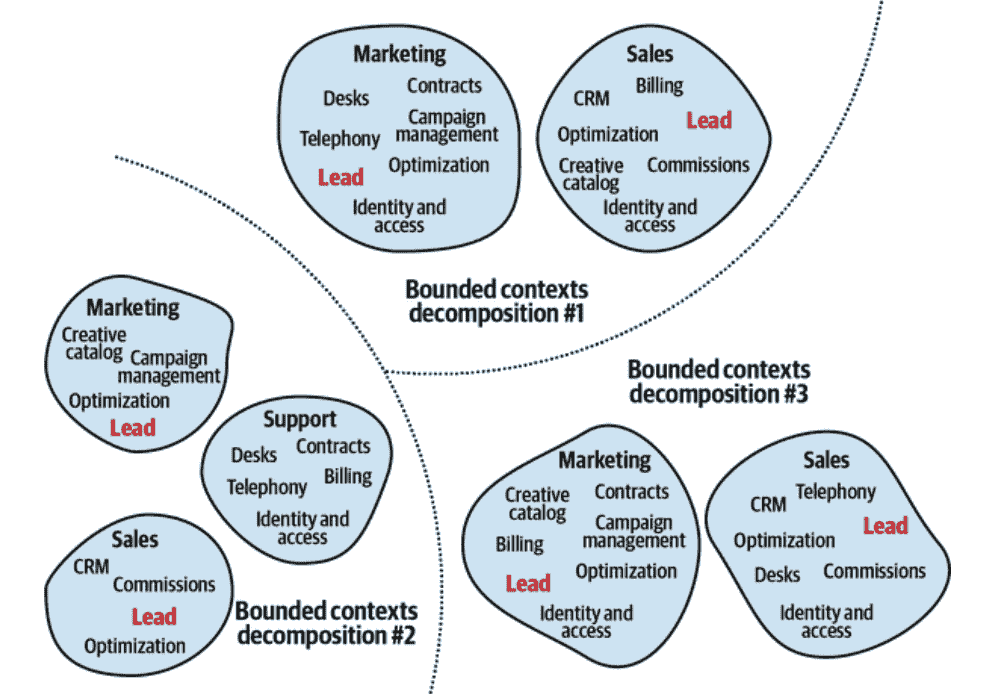 Marketing
Desks
Contracts
Telephony
Campaign
management
Lead
Optimization
Identity and
access
Sales
CRM
Billing
Lead
Optimization
Creative
catalog
Commissions
Identity and
access
Bounded contexts
decomposition #1
Marketing
Creative
catalog
Campaign
management
Optimization
Lead
Support
Desks
Contracts
Telephony
Billing
Identity and
access
Sales
CRM
Commissions
Lead
Optimization
Bounded contexts
decomposition #2
Bounded contexts
decomposition #3
Marketing
Creative
catalog
Contracts
Billing
Campaign
management
Lead
Optimization
Identity and
access
Sales
CRM
Telephony
Lead
Optimization
Desks
Commissions
Identity and
access